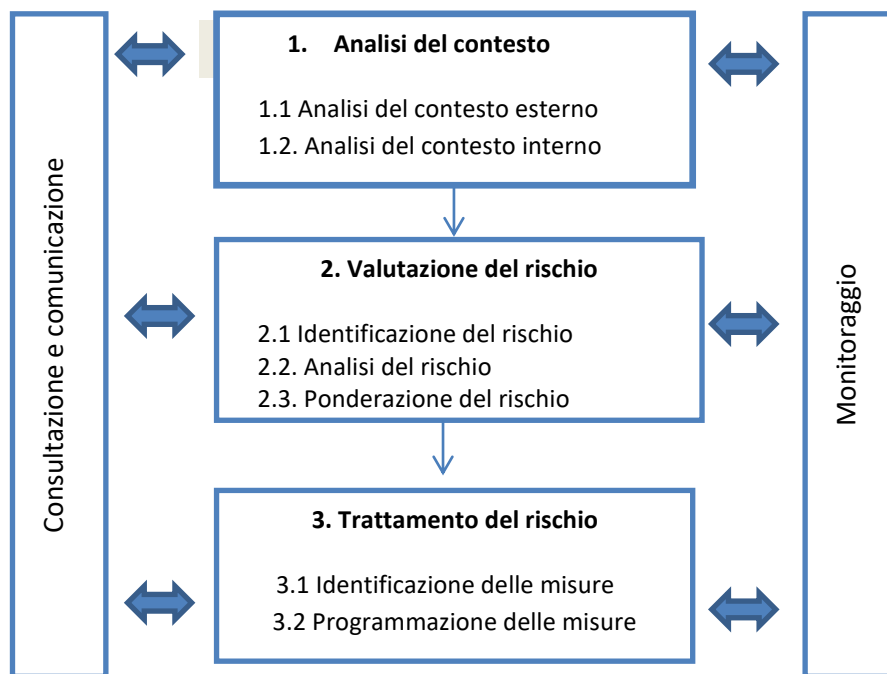 Consultazione e comunicazione
1. Analisi del contesto
1.1 Analisi del contesto esterno
1.2. Analisi del contesto interno
2. Valutazione del rischio
2.1 Identificazione del rischio
2.2. Analisi del rischio
2.3. Ponderazione del rischio
3. Trattamento del rischio
3.1 Identificazione delle misure
3.2 Programmazione delle misure
Monitoraggio